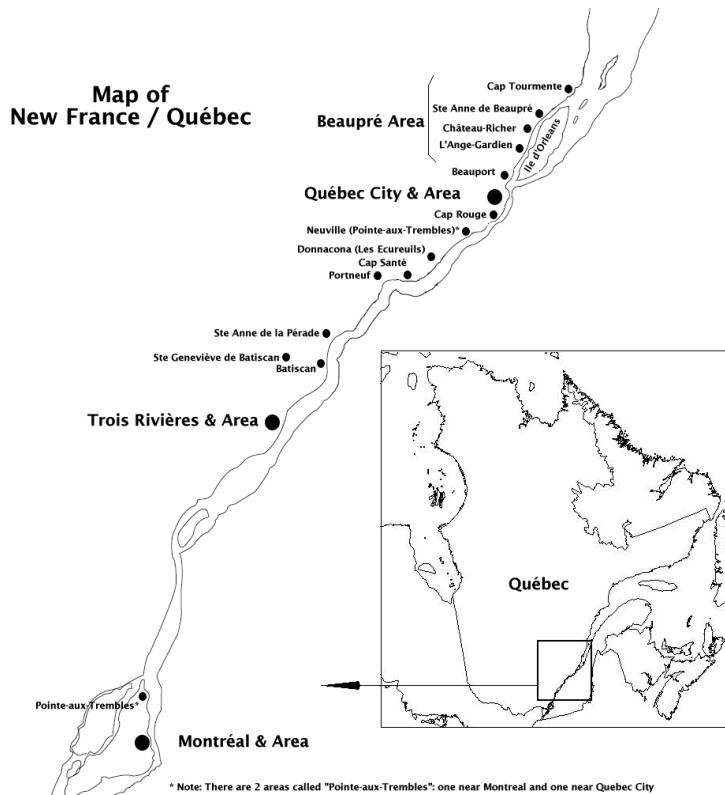 Map of
New France / Québec
Cap Tourmente
Ste Anne de Beaupré
Beaupré Area
Château-Richer
L'Ange-Gardien
Ile d'Orleans
Beauport
Québec City & Area
Cap Rouge
Neuville (Pointe-aux-Trembles)*
Donnacona (Les Ecureuils)
Cap Santé
Portneuf
Ste Anne de la Pérade
Ste Geneviève de Batiscan
Batiscan
Trois Rivières & Area
Québec
Pointe-aux-Trembles*
Montréal & Area
* Note: There are 2 areas called "Pointe-aux-Trembles": one near Montreal and one near Quebec City